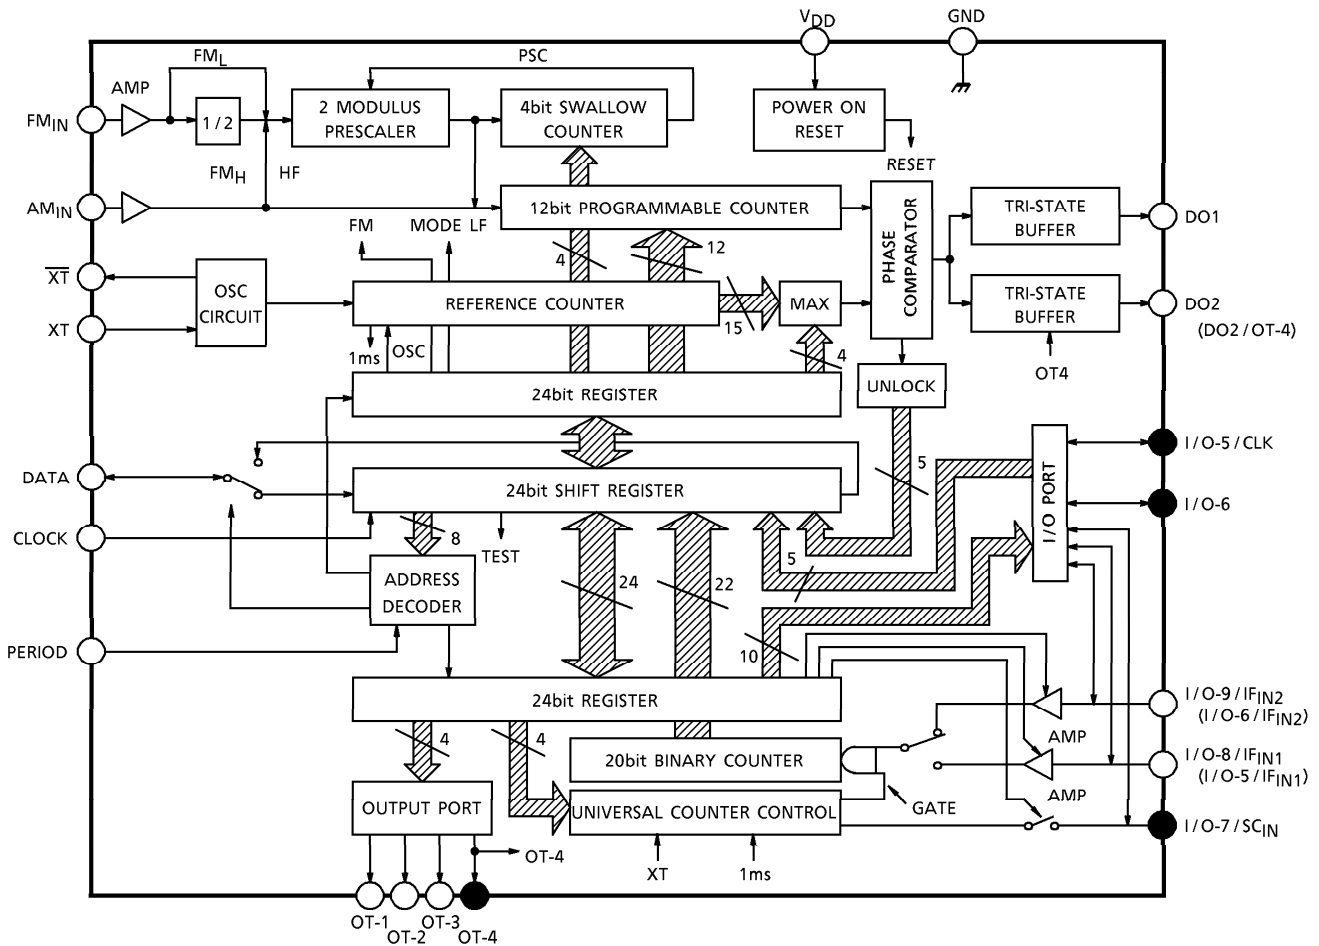 VDD
GND
FML
PSC
AMP
FMIN
1/2
2 MODULUS
PRESCALER
4bit SWALLOW
COUNTER
POWER ON
RESET
RESET
FMH
HF
AMIN
12bit PROGRAMMABLE COUNTER
PHASE
COMPARATOR
TRI-STATE
BUFFER
DO1
FM
MODE
LF
4
12
XT
OSC
CIRCUIT
REFERENCE COUNTER
15
MAX
TRI-STATE
BUFFER
DO2
(DO2/OT-4)
XT
1ms
OSC
4
OT4
24bit REGISTER
UNLOCK
I/O-5/CLK
5
DATA
24bit SHIFT REGISTER
I/O PORT
I/O-6
CLOCK
8
TEST
5
ADDRESS
DECODER
24
22
PERIOD
10
24bit REGISTER
I/O-9/IFIN2
(I/O-6/IFIN2)
AMP
4
4
20bit BINARY COUNTER
I/O-8/IFIN1
(I/O-5/IFIN1)
AMP
OUTPUT PORT
UNIVERSAL COUNTER CONTROL
GATE
I/O-7/SCIN
OT-4
XT
1ms
OT-1
OT-2
OT-3
OT-4